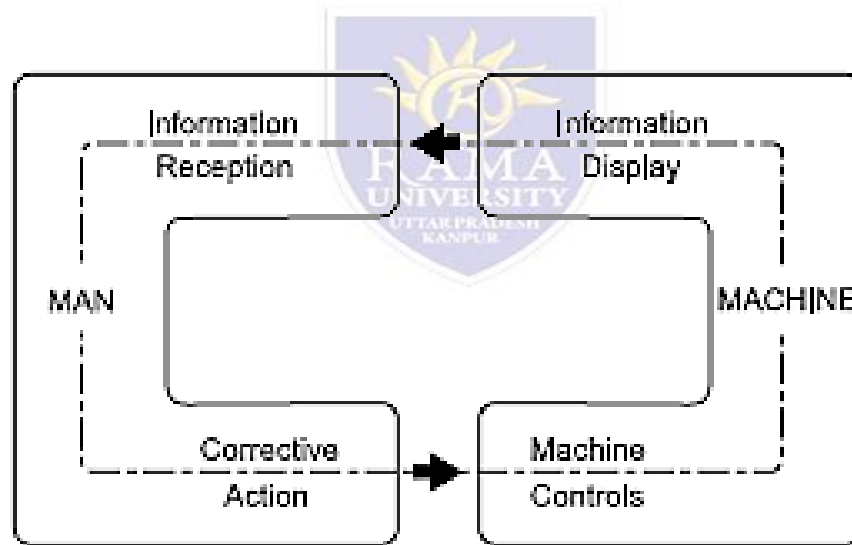 Information
Reception
Information
Display
RAMA
UNIVERSITY
UTTAR PRADESH
KANPUR
MAN
MACHINE
Corrective
Action
Machine
Controls